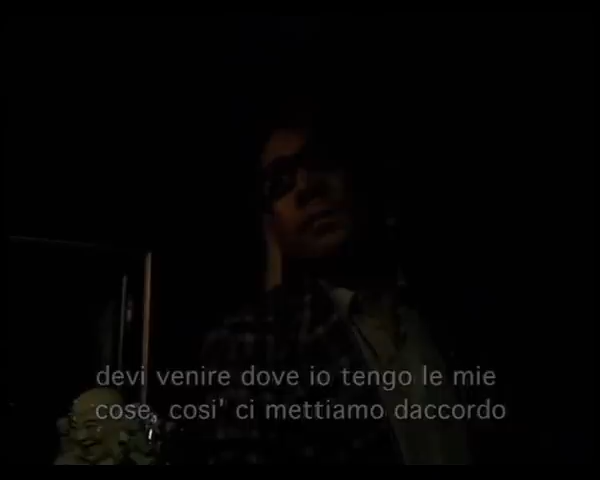 devi venire dove io tengo le mie
cose, cosi' ci mettiamo daccordo